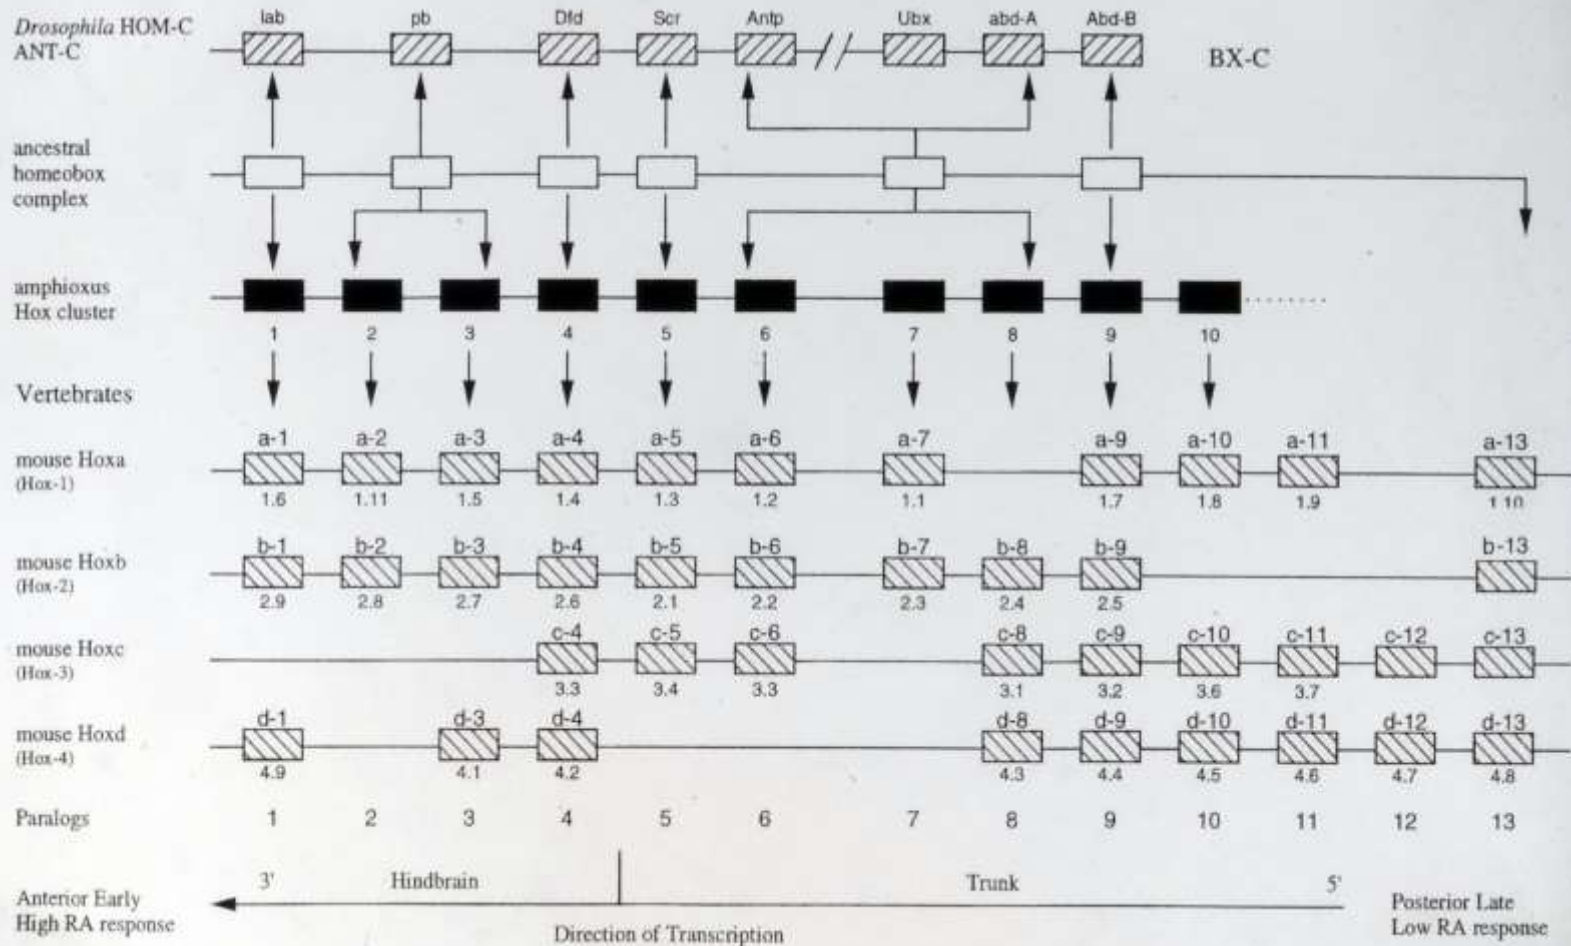 lab pb Dfd Scr Antp Ubx abd-A Abd-B
Drosophila HOM-C
ANT-C
BX-C
ancestral
homeobox
complex
amphioxus
Hox cluster
1 2 3 4 5 6 7 8 9 10
Vertebrates
a-1 a-2 a-3 a-4 a-5 a-6 a-7 a-9 a-10 a-11 a-13
mouse Hoxa
(Hox-1)
1.6 1.11 1.5 1.4 1.3 1.2 1.1 1.7 1.8 1.9 1.10
b-1 b-2 b-3 b-4 b-5 b-6 b-7 b-8 b-9 b-13
mouse Hoxb
(Hox-2)
2.9 2.8 2.7 2.6 2.1 2.2 2.3 2.4 2.5
c-4 c-5 c-6 c-8 c-9 c-10 c-11 c-12 c-13
mouse Hoxc
(Hox-3)
3.3 3.4 3.3 3.1 3.2 3.6 3.7
d-1 d-3 d-4 d-8 d-9 d-10 d-11 d-12 d-13
mouse Hoxd
(Hox-4)
4.9 4.1 4.2 4.3 4.4 4.5 4.6 4.7 4.8
Paralogs 1 2 3 4 5 6 7 8 9 10 11 12 13
3' Hindbrain Trunk 5'
Anterior Early
High RA response
Posterior Late
Low RA response
Direction of Transcription